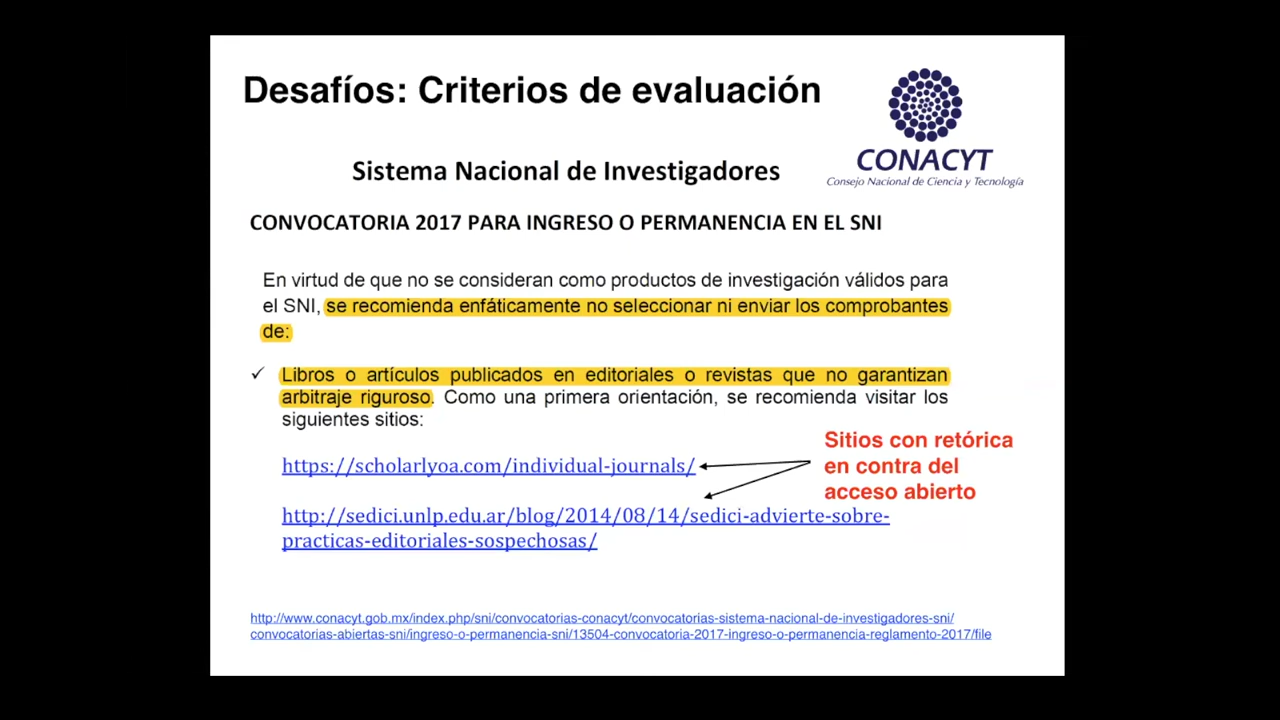 Desafíos: Criterios de evaluación
CONACYT
Consejo Nacional de Ciencia y Tecnología
Sistema Nacional de Investigadores
CONVOCATORIA 2017 PARA INGRESO O PERMANENCIA EN EL SNI
En virtud de que no se consideran como productos de investigación válidos para
el SNI, se recomienda enfáticamente no seleccionar ni enviar los comprobantes
de:
✓ Libros o artículos publicados en editoriales o revistas que no garantizan
arbitraje riguroso. Como una primera orientación, se recomienda visitar los
siguientes sitios:
Sitios con retórica
en contra del
acceso abierto
https://scholarlyoa.com/individual-journals/
http://sedici.unlp.edu.ar/blog/2014/08/14/sedici-advierte-sobre-
practicas-editoriales-sospechosas/
http://www.conacyt.gob.mx/index.php/sni/convocatorias-conacyt/convocatorias-sistema-nacional-de-investigadores-sni/
convocatorias-abiertas-sni/ingreso-o-permanencia-sni/13504-convocatoria-2017-ingreso-o-permanencia-reglamento-2017/file